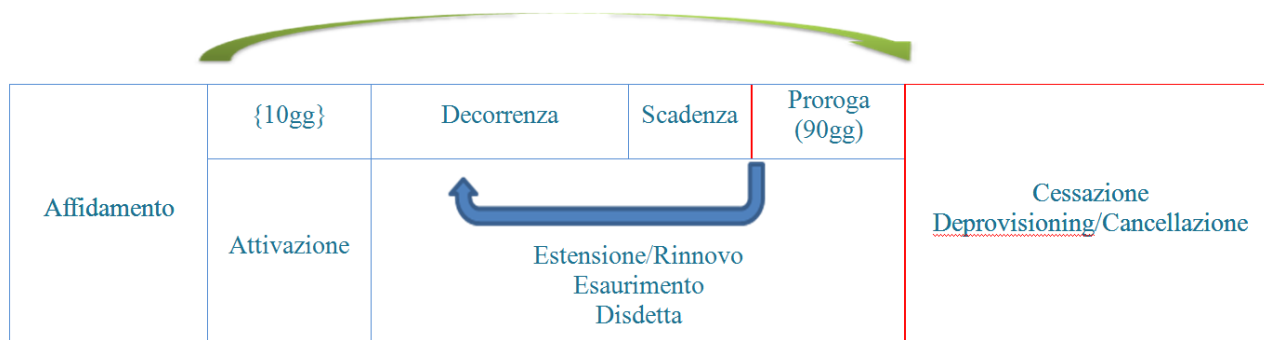 Affidamento
{10gg}
Attivazione
Decorrenza
Scadenza
Proroga
(90gg)
Estensione/Rinnovo
Esaurimento
Disdetta
Cessazione
Deprovisioning/Cancellazione